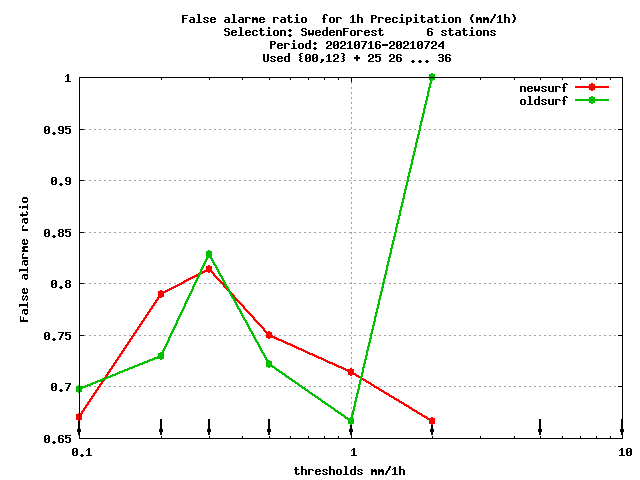 False alarme ratio  for 1h Precipitation (mm/1h)
Selection: SwedenForest      6 stations
Period: 20210716-20210724
Used {00,12} + 25 26 ... 36
newsurf
oldsurf
1
0.95
0.9
0.85
0.8
0.75
0.7
0.65
False alarme ratio
0.1
1
10
thresholds mm/1h